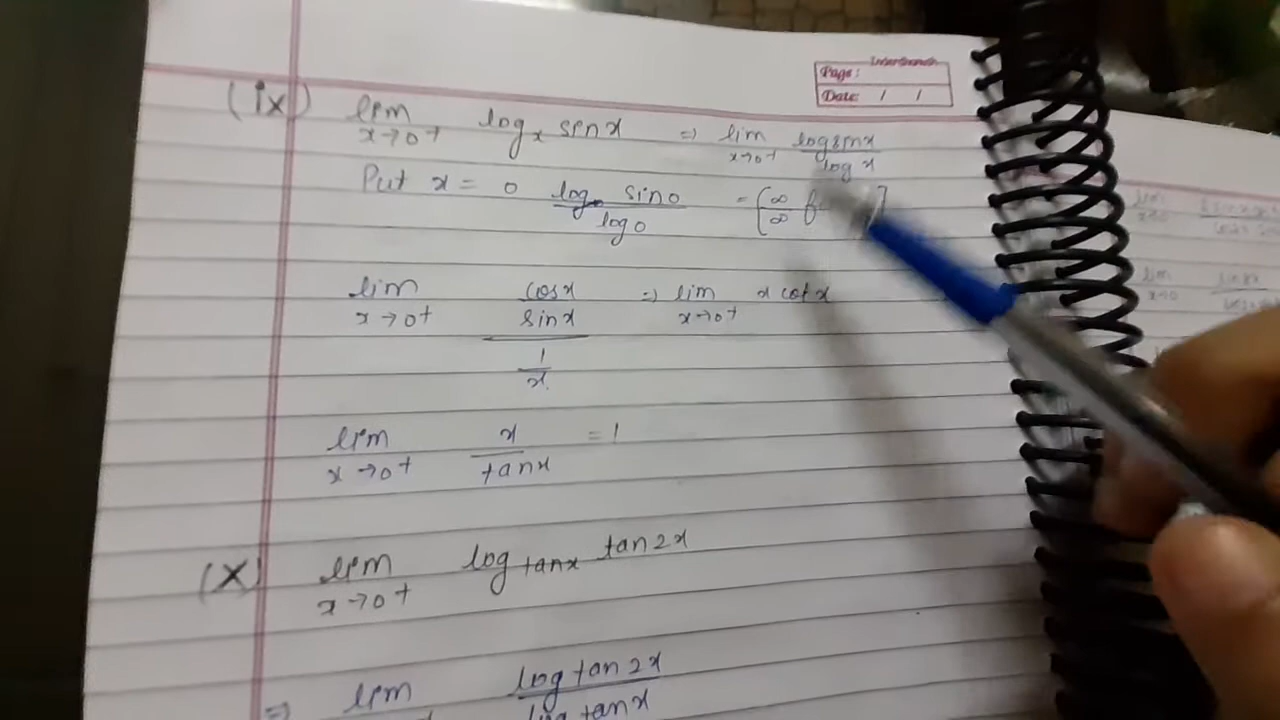 Page:
Date: / /
(ix) lim x→0+ log_x sin x ⇒ lim x→0+ log sin x / log x
Put x = 0 log sin 0 / log 0 = [∞/∞ f
lim x→0+ (cos x / sin x) / (1/x) ⇒ lim x→0+ x cot x
lim x→0+ x / tan x = 1
(X) lim x→0+ log_tan x tan 2x
⇒ lim log tan 2x / log tan x